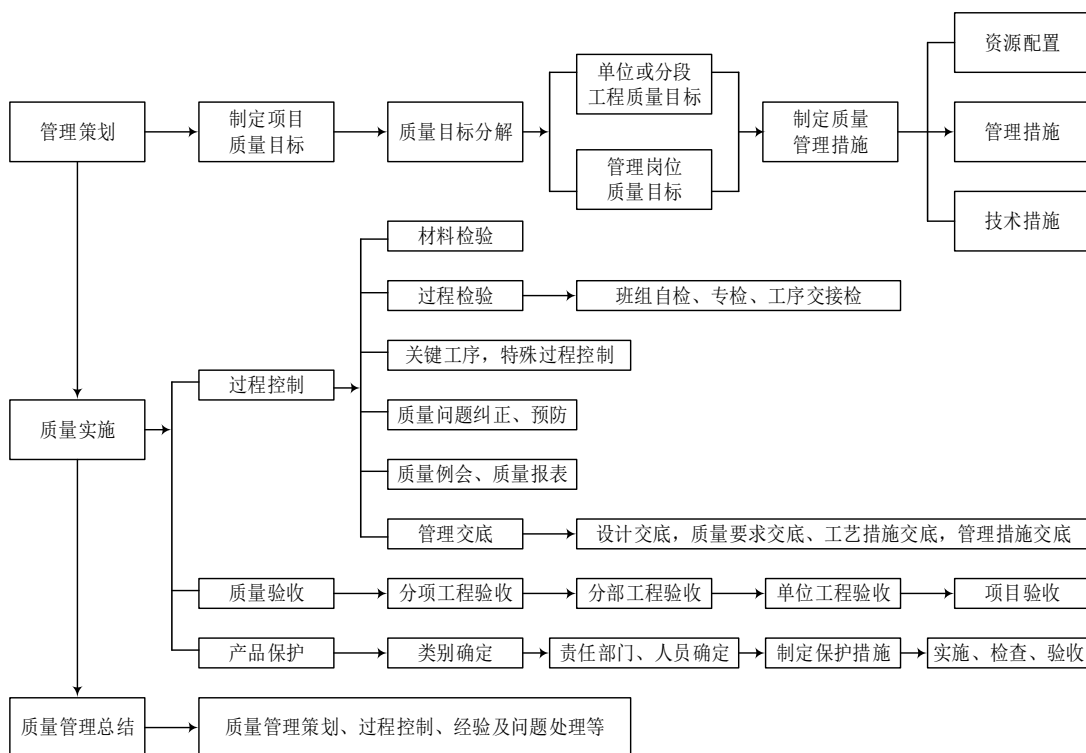 资源配置
单位或分段
工程质量目标
管理策划
制定项目
质量目标
质量目标分解
制定质量
管理措施
管理措施
管理岗位
质量目标
技术措施
材料检验
过程检验
班组自检、专检、工序交接检
关键工序，特殊过程控制
过程控制
质量问题纠正、预防
质量实施
质量例会、质量报表
管理交底
设计交底，质量要求交底、工艺措施交底，管理措施交底
质量验收
分项工程验收
分部工程验收
单位工程验收
项目验收
产品保护
类别确定
责任部门、人员确定
制定保护措施
实施、检查、验收
质量管理总结
质量管理策划、过程控制、经验及问题处理等